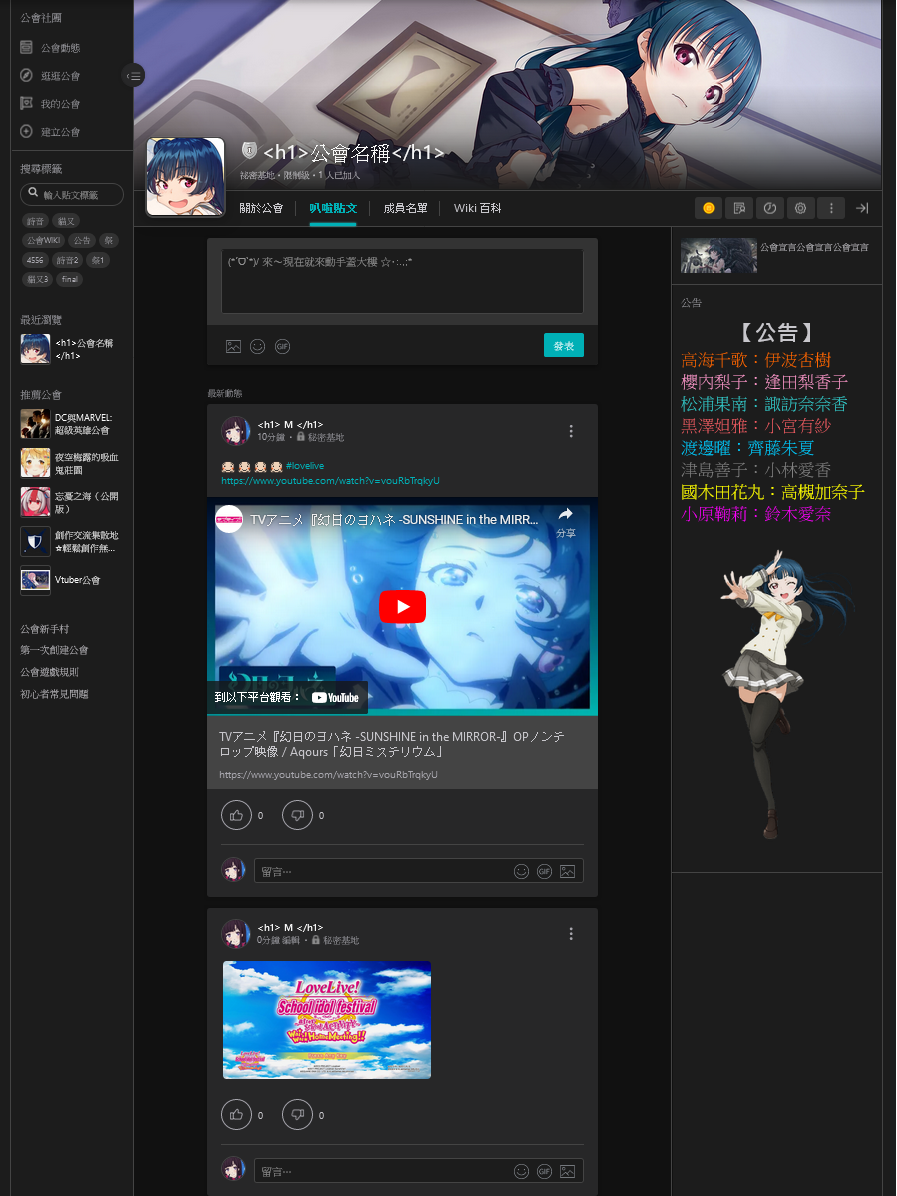 公會社團
公會動態
逛逛公會
我的公會
建立公會
搜尋標籤
輸入貼文標籤
詩音 貓又
公會WIKI 公告 祭
4556 詩音2 祭1
貓又3 final
最近瀏覽
<h1>公會名稱
</h1>
推薦公會
DC與MARVEL:
超級英雄公會
夜空梅露的吸血
鬼莊園
忘憂之海（公開
版）
創作交流集散地
☆輕鬆創作無...
Vtuber公會
公會新手村
第一次創建公會
公會遊戲規則
初心者常見問題
<h1>公會名稱</h1>
祕密基地・限制級・1 人已加入
關於公會 叭啦貼文 成員名單 Wiki 百科
(*´▽`*)/ 來～現在就來動手蓋大樓 ☆･:..:*
GIF
發表
最新動態
<h1> M </h1>
10分鐘・ 秘密基地
#lovelive
https://www.youtube.com/watch?v=vouRbTrqkyU
TVアニメ『幻日のヨハネ -SUNSHINE in the MIRR...
分享
到以下平台觀看： YouTube
TVアニメ『幻日のヨハネ -SUNSHINE in the MIRROR-』OPノンテ
ロップ映像 / Aqours「幻日ミステリウム」
https://www.youtube.com/watch?v=vouRbTrqkyU
0 0
留言… GIF
<h1> M </h1>
0分鐘 編輯・ 秘密基地
LoveLive!
School idol festival
Wai Wai! Home Meeting!!
0 0
留言… GIF
公會宣言公會宣言公會宣言
公告
【 公告 】
高海千歌：伊波杏樹
櫻內梨子：逢田梨香子
松浦果南：諏訪奈奈香
黑澤妲雅：小宮有紗
渡邊曜：齊藤朱夏
津島善子：小林愛香
國木田花丸：高槻加奈子
小原鞠莉：鈴木愛奈